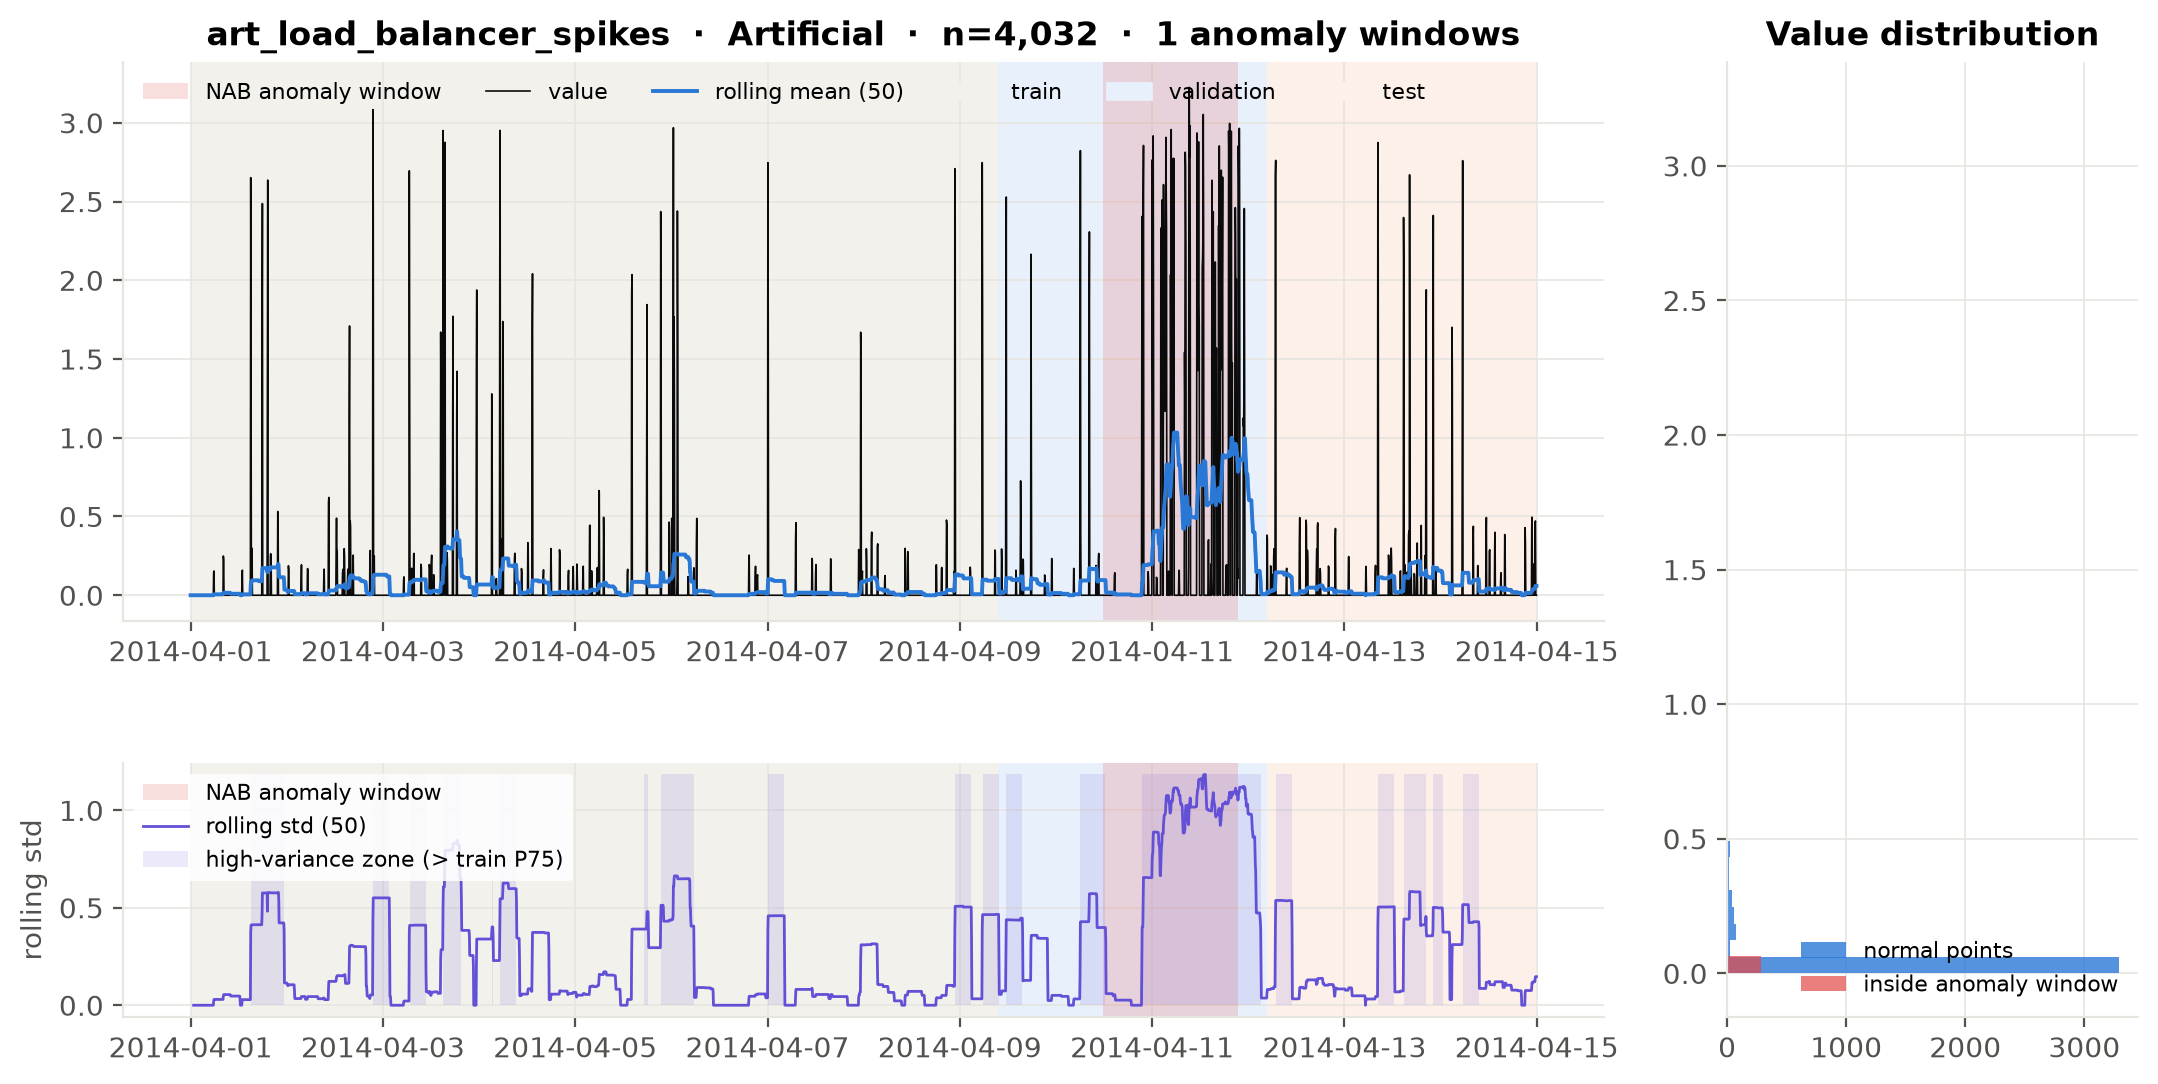 art_load_balancer_spikes · Artificial · n=4,032 · 1 anomaly windows
NAB anomaly window
value
rolling mean (50)
train
validation
test
3.0
2.5
2.0
1.5
1.0
0.5
0.0
2014-04-01
2014-04-03
2014-04-05
2014-04-07
2014-04-09
2014-04-11
2014-04-13
2014-04-15
rolling std
NAB anomaly window
rolling std (50)
high-variance zone (> train P75)
1.0
0.5
0.0
2014-04-01
2014-04-03
2014-04-05
2014-04-07
2014-04-09
2014-04-11
2014-04-13
2014-04-15
Value distribution
3.0
2.5
2.0
1.5
1.0
0.5
0.0
normal points
inside anomaly window
0
1000
2000
3000